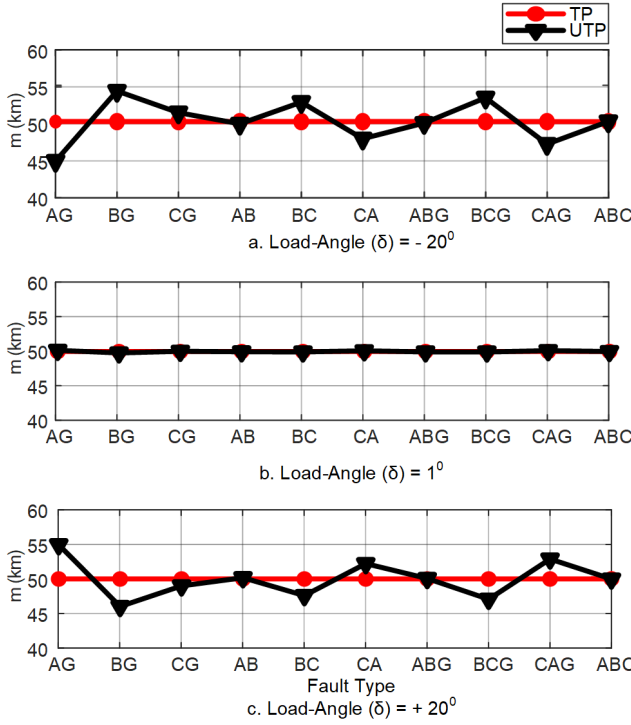 TP
UTP
60
55
50
45
40
m (km)
AG BG CG AB BC CA ABG BCG CAG ABC
a. Load-Angle (δ) = - 20⁰
60
55
50
45
40
m (km)
AG BG CG AB BC CA ABG BCG CAG ABC
b. Load-Angle (δ) = 1⁰
60
55
50
45
40
m (km)
AG BG CG AB BC CA ABG BCG CAG ABC
Fault Type
c. Load-Angle (δ) = + 20⁰